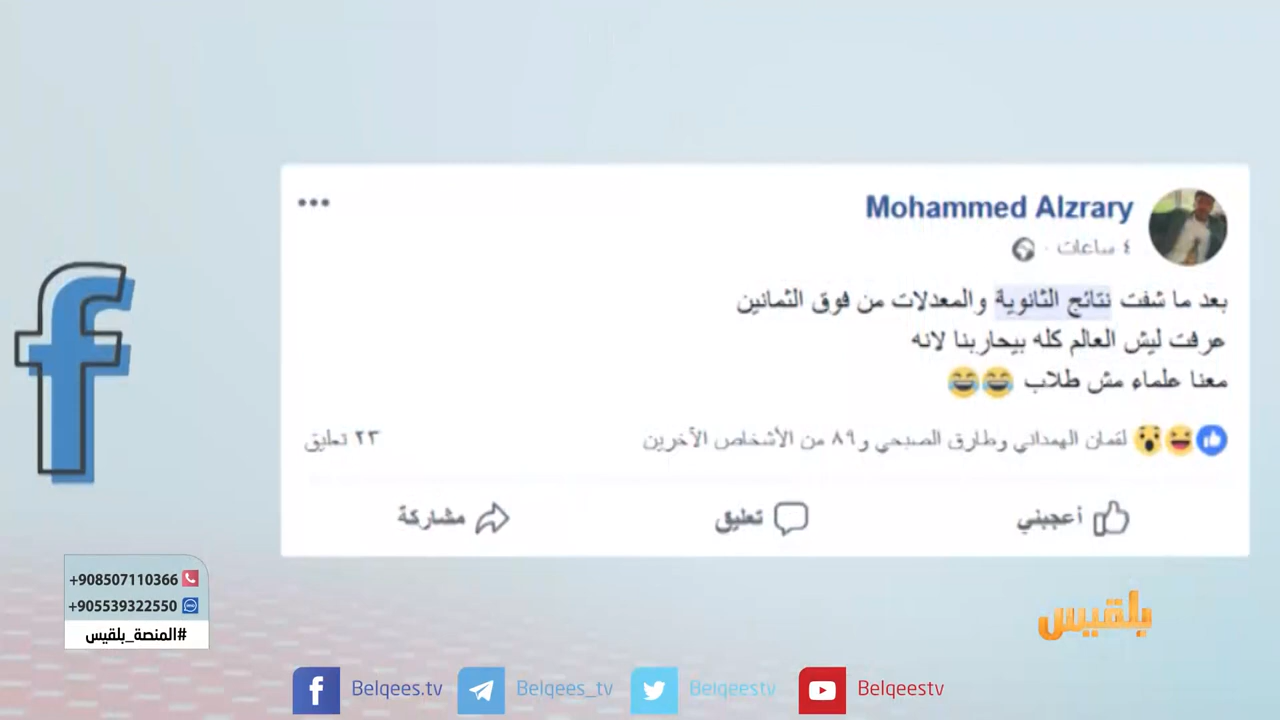 Mohammed Alzrary
٤ ساعات ·
بعد ما شفت نتائج الثانوية والمعدلات من فوق الثمانين
عرفت ليش العالم كله بيحاربنا لانه
معنا علماء مش طلاب 😂😂
لقمان الهمداني وطارق الصبحي و٨٩ من الأشخاص الآخرين
٢٣ تعليق
أعجبني
تعليق
مشاركة
+908507110366
+905539322550
#المنصة_بلقيس
بلقيس
Belqees.tv
Belqees_tv
Belqeestv
Belqeestv